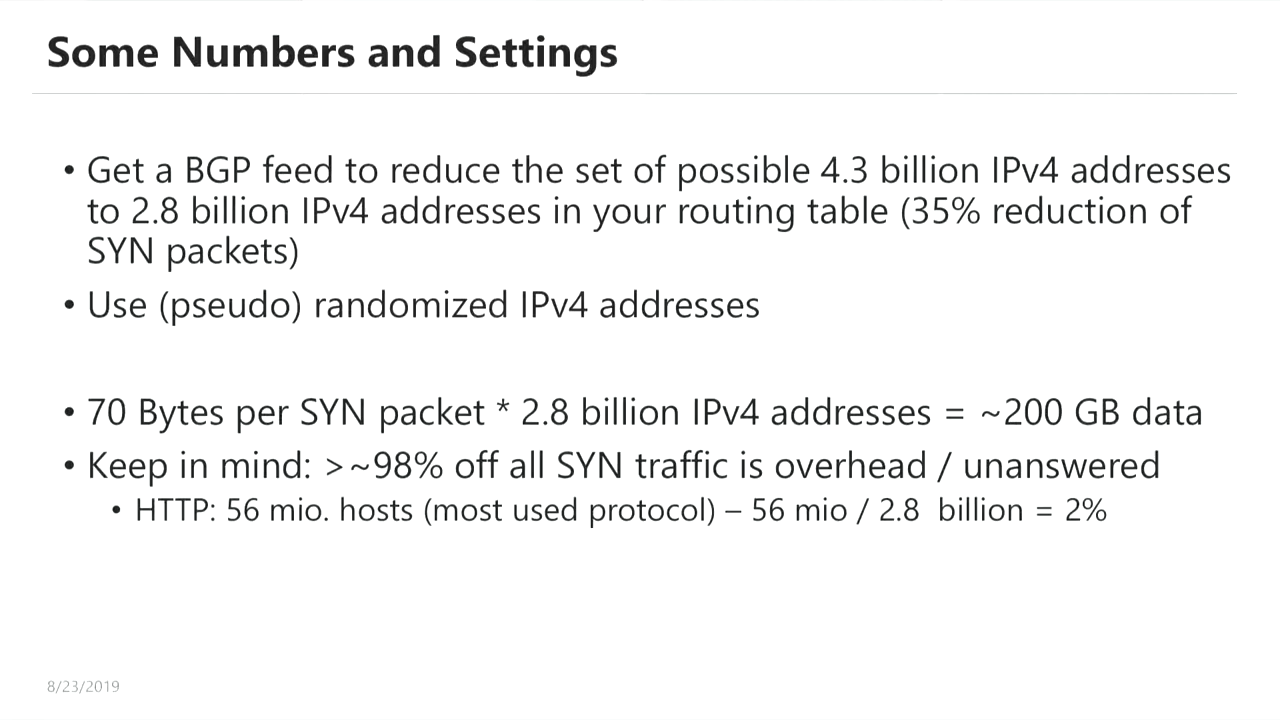 Some Numbers and Settings
• Get a BGP feed to reduce the set of possible 4.3 billion IPv4 addresses
to 2.8 billion IPv4 addresses in your routing table (35% reduction of
SYN packets)
• Use (pseudo) randomized IPv4 addresses
• 70 Bytes per SYN packet * 2.8 billion IPv4 addresses = ~200 GB data
• Keep in mind: >~98% off all SYN traffic is overhead / unanswered
• HTTP: 56 mio. hosts (most used protocol) – 56 mio / 2.8 billion = 2%
8/23/2019